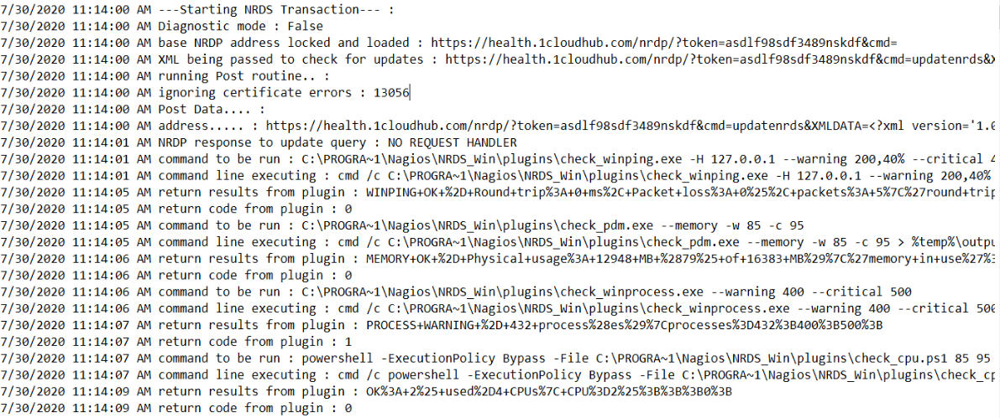 7/30/2020 11:14:00 AM ---Starting NRDS Transaction--- :
7/30/2020 11:14:00 AM Diagnostic mode : False
7/30/2020 11:14:00 AM base NRDP address locked and loaded : https://health.1cloudhub.com/nrdp/?token=asdlf98sdf3489nskdf&cmd=
7/30/2020 11:14:00 AM XML being passed to check for updates : https://health.1cloudhub.com/nrdp/?token=asdlf98sdf3489nskdf&cmd=updatenrds&X
7/30/2020 11:14:00 AM running Post routine.. :
7/30/2020 11:14:00 AM ignoring certificate errors : 13056
7/30/2020 11:14:00 AM Post Data.... :
7/30/2020 11:14:00 AM address..... : https://health.1cloudhub.com/nrdp/?token=asdlf98sdf3489nskdf&cmd=updatenrds&XMLDATA=<?xml version='1.0
7/30/2020 11:14:01 AM NRDP response to update query : NO REQUEST HANDLER
7/30/2020 11:14:01 AM command to be run : C:\PROGRA~1\Nagios\NRDS_Win\plugins\check_winping.exe -H 127.0.0.1 --warning 200,40% --critical 4
7/30/2020 11:14:01 AM command line executing : cmd /c C:\PROGRA~1\Nagios\NRDS_Win\plugins\check_winping.exe -H 127.0.0.1 --warning 200,40%
7/30/2020 11:14:05 AM return results from plugin : WINPING+OK+%2D+Round+trip%3A+0+ms%2C+Packet+loss%3A+0%25%2C+packets%3A+5%7C%27round+trip
7/30/2020 11:14:05 AM return code from plugin : 0
7/30/2020 11:14:05 AM command to be run : C:\PROGRA~1\Nagios\NRDS_Win\plugins\check_pdm.exe --memory -w 85 -c 95
7/30/2020 11:14:05 AM command line executing : cmd /c C:\PROGRA~1\Nagios\NRDS_Win\plugins\check_pdm.exe --memory -w 85 -c 95 > %temp%\outpu
7/30/2020 11:14:06 AM return results from plugin : MEMORY+OK+%2D+Physical+usage%3A+12948+MB+%2879%25+of+16383+MB%29%7C%27memory+in+use%27%3
7/30/2020 11:14:06 AM return code from plugin : 0
7/30/2020 11:14:06 AM command to be run : C:\PROGRA~1\Nagios\NRDS_Win\plugins\check_winprocess.exe --warning 400 --critical 500
7/30/2020 11:14:06 AM command line executing : cmd /c C:\PROGRA~1\Nagios\NRDS_Win\plugins\check_winprocess.exe --warning 400 --critical 500
7/30/2020 11:14:07 AM return results from plugin : PROCESS+WARNING+%2D+432+process%28es%29%7Cprocesses%3D432%3B400%3B500%3B
7/30/2020 11:14:07 AM return code from plugin : 1
7/30/2020 11:14:07 AM command to be run : powershell -ExecutionPolicy Bypass -File C:\PROGRA~1\Nagios\NRDS_Win\plugins\check_cpu.ps1 85 95
7/30/2020 11:14:07 AM command line executing : cmd /c powershell -ExecutionPolicy Bypass -File C:\PROGRA~1\Nagios\NRDS_Win\plugins\check_cp
7/30/2020 11:14:09 AM return results from plugin : OK%3A+2%25+used%2D4+CPUs%7C+CPU%3D2%25%3B%3B%3B0%3B
7/30/2020 11:14:09 AM return code from plugin : 0